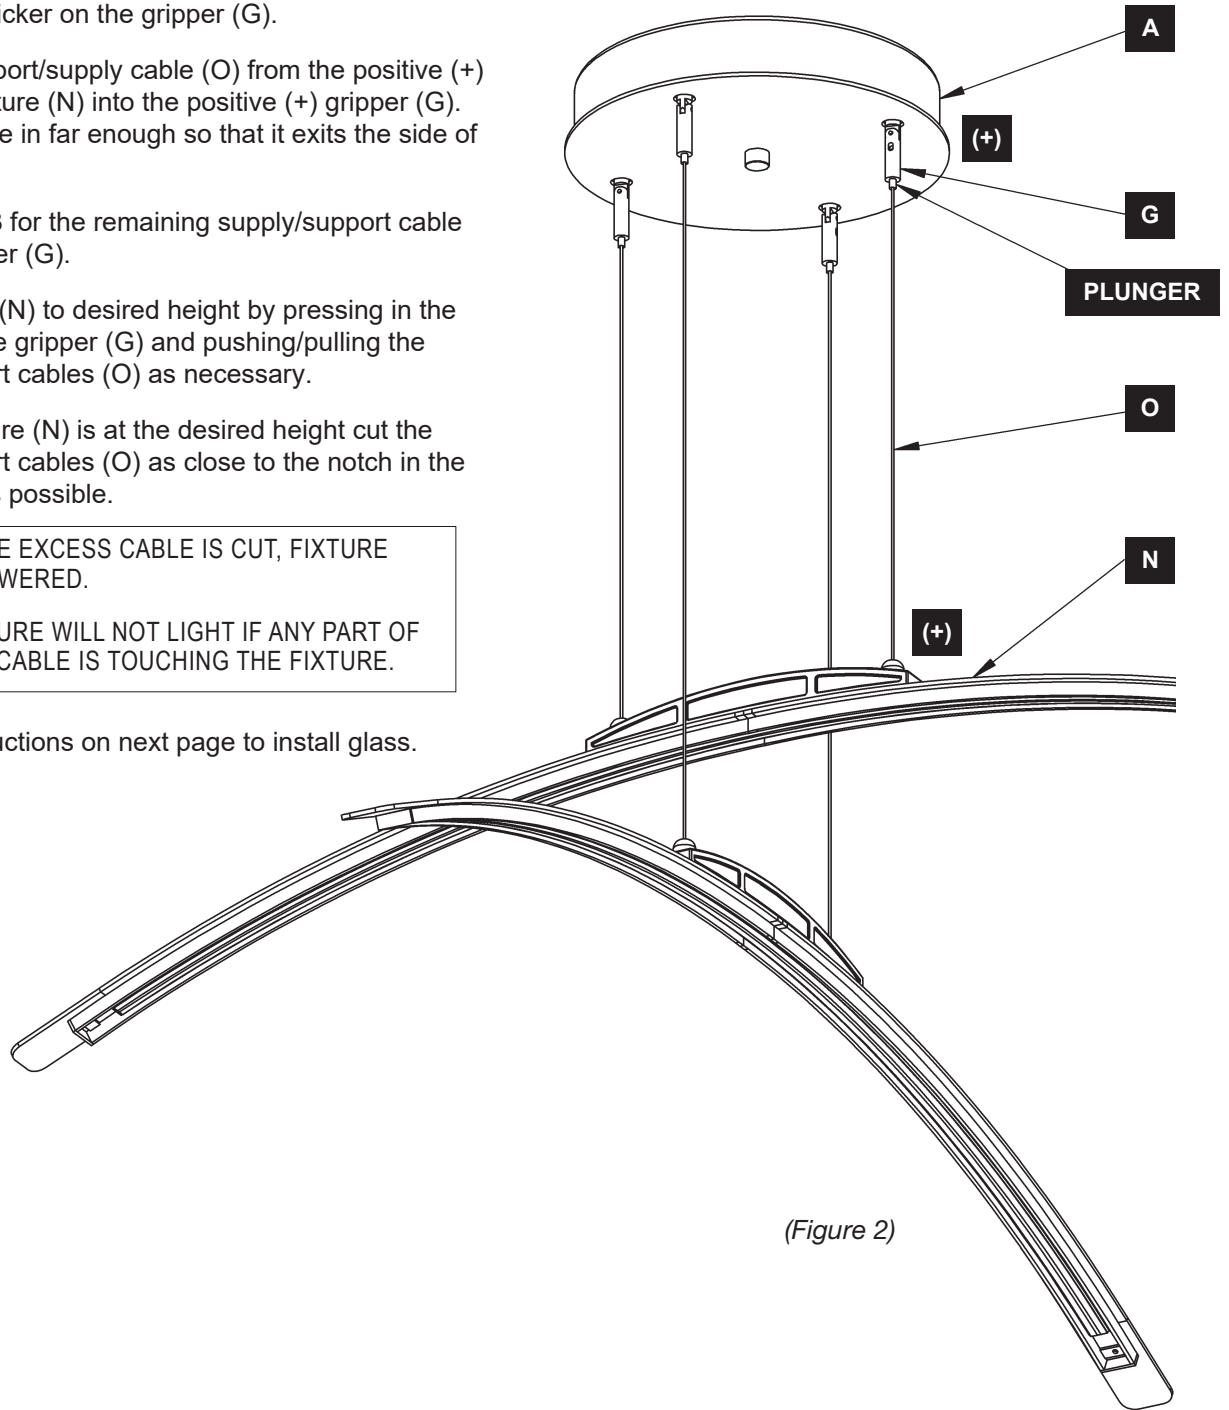 icker on the gripper (G).
port/supply cable (O) from the positive (+)
ture (N) into the positive (+) gripper (G).
e in far enough so that it exits the side of
for the remaining supply/support cable
er (G).
(N) to desired height by pressing in the
e gripper (G) and pushing/pulling the
rt cables (O) as necessary.
re (N) is at the desired height cut the
rt cables (O) as close to the notch in the
possible.
E EXCESS CABLE IS CUT, FIXTURE
WERED.
URE WILL NOT LIGHT IF ANY PART OF
CABLE IS TOUCHING THE FIXTURE.
uctions on next page to install glass.
A
(+)
G
PLUNGER
O
N
(+)
(Figure 2)